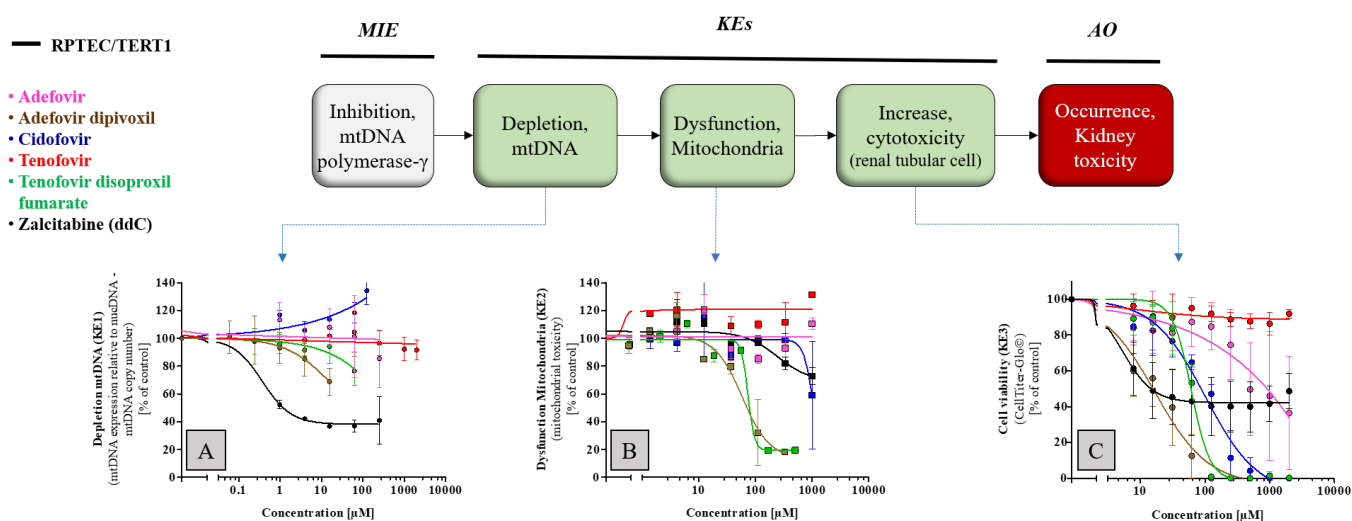 MIE
KEs
AO
RPTEC/TERT1
• Adefovir
• Adefovir dipivoxil
• Cidofovir
• Tenofovir
• Tenofovir disoproxil
fumarate
• Zalcitabine (ddC)
Inhibition,
mtDNA
polymerase-γ
Depletion,
mtDNA
Dysfunction,
Mitochondria
Increase,
cytotoxicity
(renal tubular cell)
Occurrence,
Kidney
toxicity
Depletion mtDNA (KE1)
(mtDNA expression relative to nucDNA -
mtDNA copy number)
[% of control]
140
120
100
80
60
40
20
0
0.1
1
10
100
1000
10000
Concentration [µM]
A
Dysfunction Mitochondria (KE2)
(mitochondrial toxicity)
[% of control]
140
120
100
80
60
40
20
0
10
100
1000
10000
Concentration [µM]
B
Cell viability (KE3)
(CellTiter-Glo©)
[% of control]
100
80
60
40
20
0
10
100
1000
10000
Concentration [µM]
C